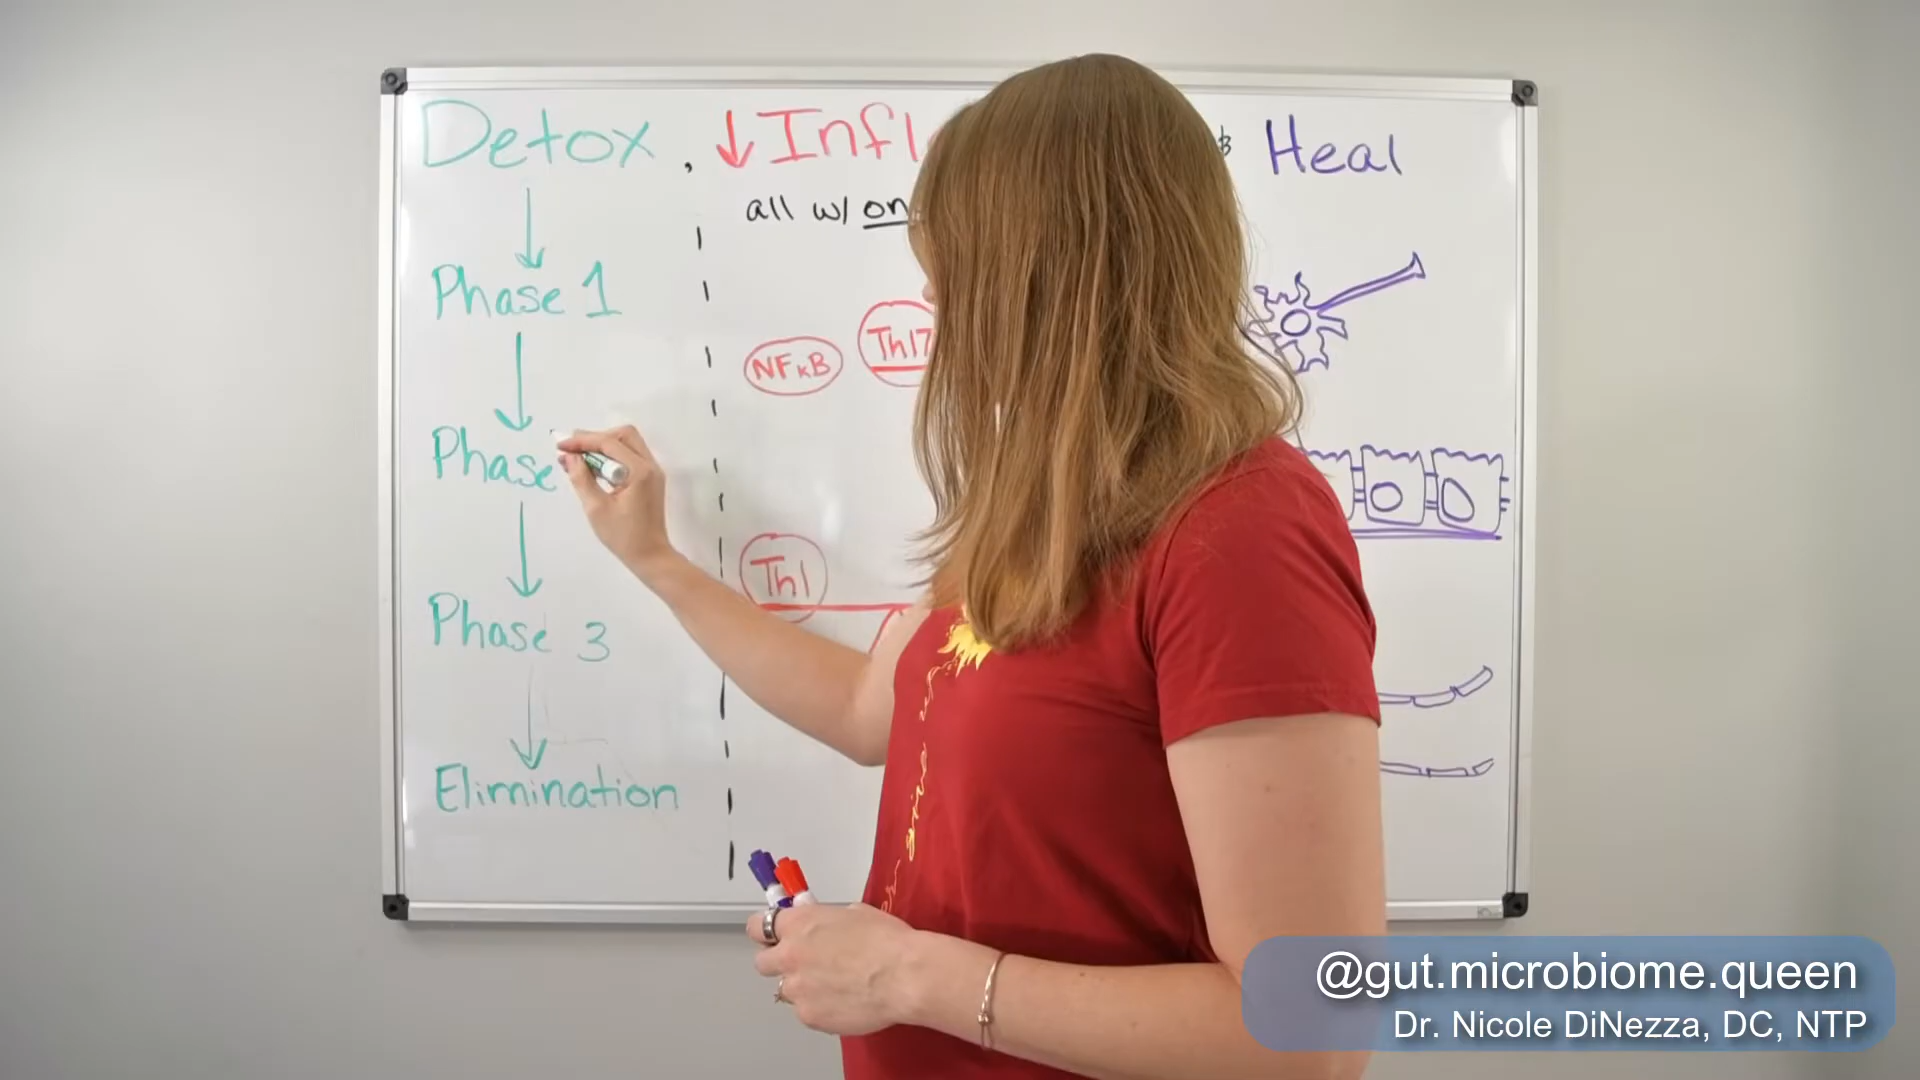 Detox, ↓ Infl & Heal
all w/ on
Phase 1
NFκB
Th17
Phase
Th1
Phase 3
Elimination
@gut.microbiome.queen
Dr. Nicole DiNezza, DC, NTP